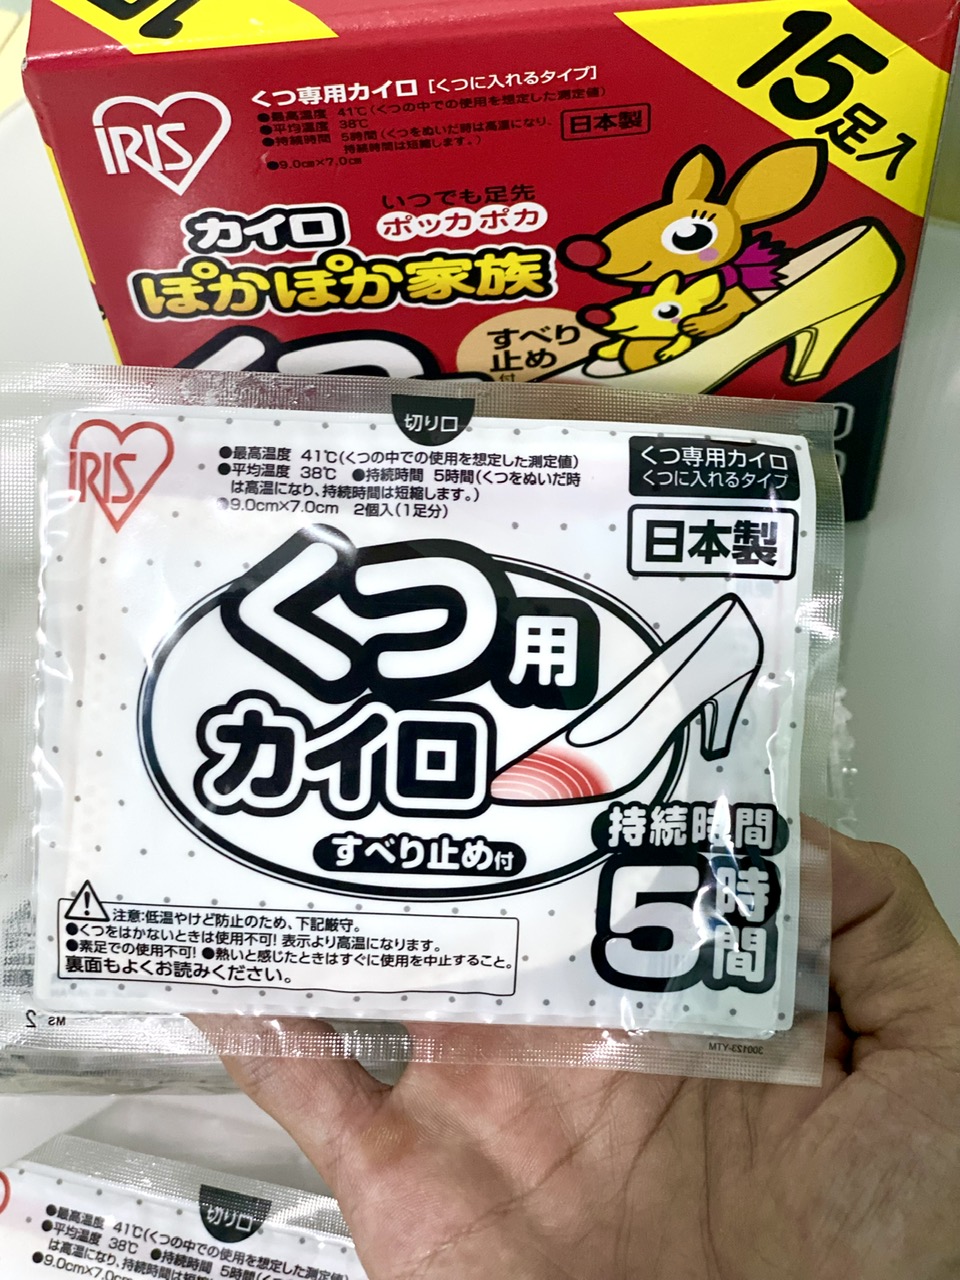 15足入
IRIS
くつ専用カイロ［くつに入れるタイプ］
●最高温度 41℃（くつの中での使用を想定した測定値）
●平均温度 38℃
●持続時間 5時間（くつをぬいだ時は高温になり、
持続時間は短縮します。）
●9.0cm×7.0cm
日本製
いつでも足先
ポッカポカ
カイロ
ぽかぽか家族
すべり
止め
付
くつ
切り口
IRIS
●最高温度 41℃（くつの中での使用を想定した測定値）
●平均温度 38℃ ●持続時間 5時間（くつをぬいだ時
は高温になり、持続時間は短縮します。）
●9.0cm×7.0cm 2個入（1足分）
くつ専用カイロ
くつに入れるタイプ
日本製
くつ用
カイロ
すべり止め付
持続時間
5時間
注意:低温やけど防止のため、下記厳守。
●くつをはかないときは使用不可! 表示より高温になります。
●素足での使用不可! ●熱いと感じたときはすぐに使用を中止すること。
裏面もよくお読みください。
MS 2
300123-YTM
切り口
●最高温度 41℃（くつの中での使用を想定した測定値）
●平均温度 38℃ ●持続時間 5時間（く
は高温になり、持続時間は短縮
●9.0cm×7.0cm